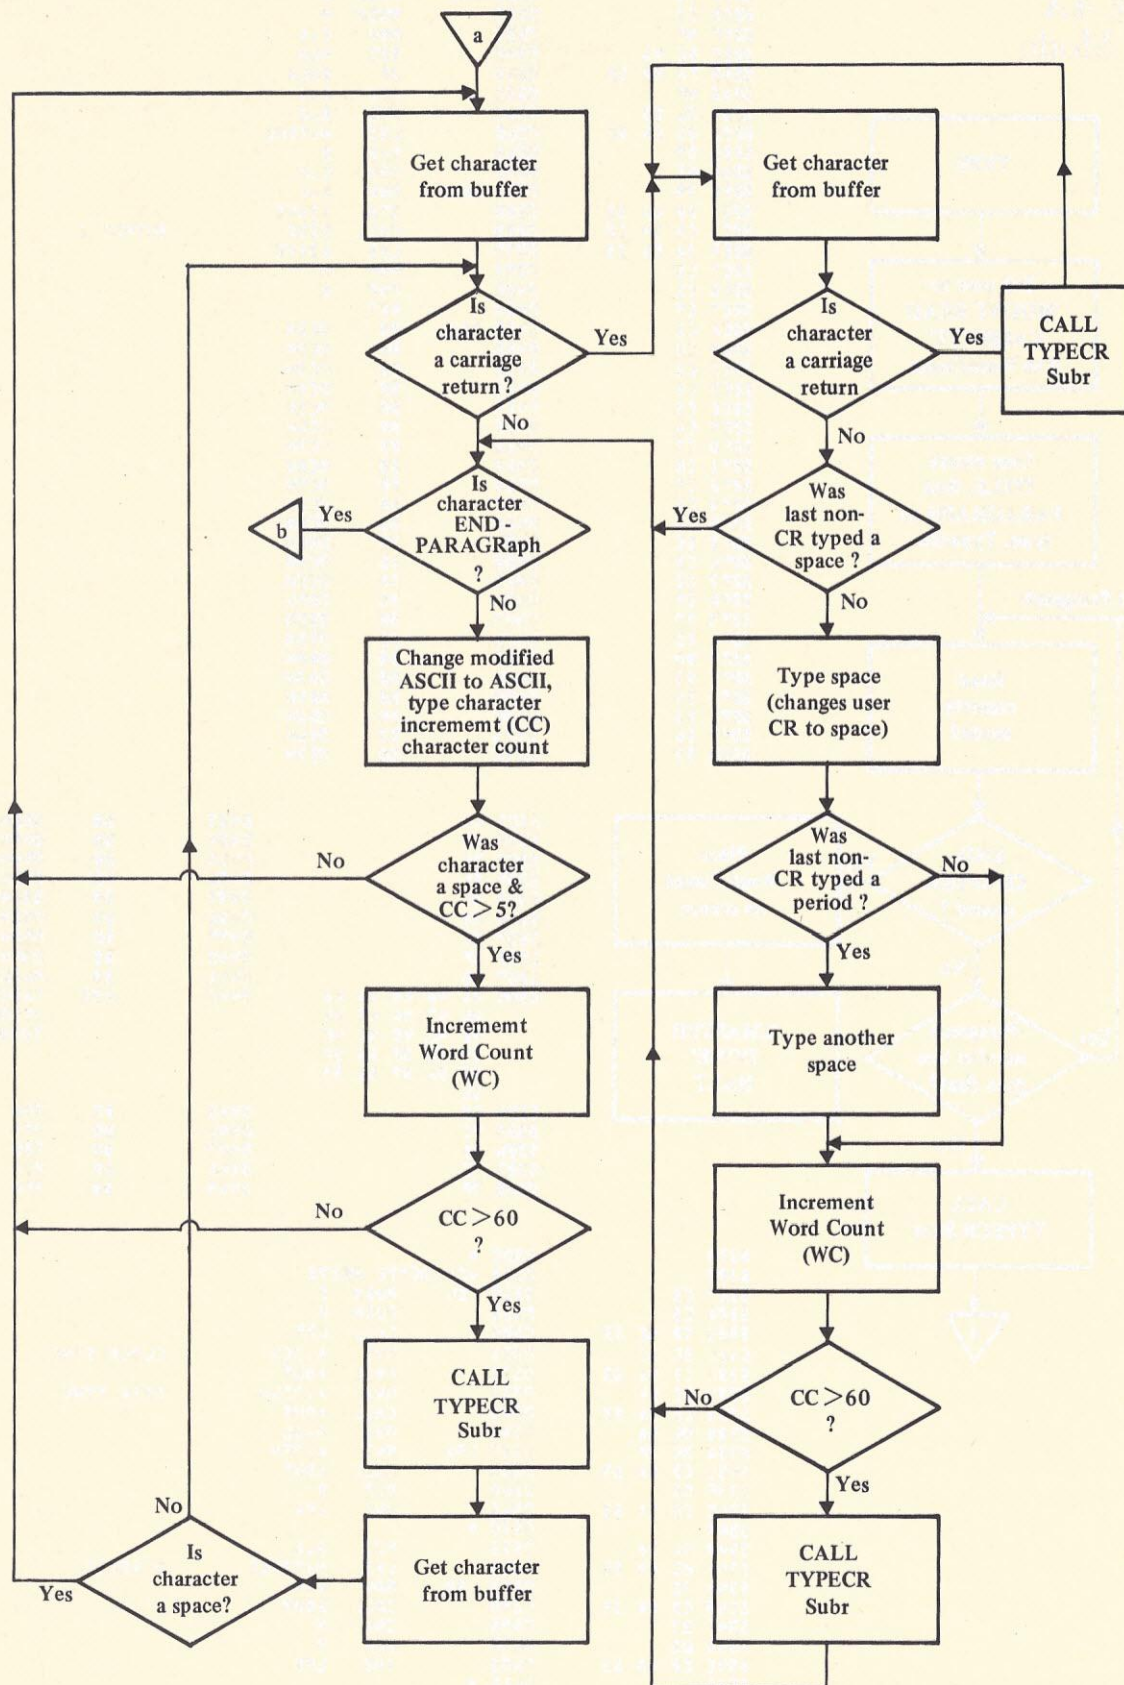 a
Get character
from buffer
Is
character
a carriage
return ?
Yes
No
Is
character
END -
PARAGRaph
?
Yes
b
No
Change modified
ASCII to ASCII,
type character
incrememt (CC)
character count
Was
character
a space &
CC > 5?
No
Yes
Incrememt
Word Count
(WC)
CC > 60
?
No
Yes
CALL
TYPECR
Subr
Get character
from buffer
Is
character
a space?
No
Yes
Get character
from buffer
Is
character
a carriage
return
Yes
CALL
TYPECR
Subr
No
Was
last non-
CR typed a
space ?
Yes
No
Type space
(changes user
CR to space)
Was
last non-
CR typed a
period ?
No
Yes
Type another
space
Increment
Word Count
(WC)
CC > 60
?
No
Yes
CALL
TYPECR
Subr